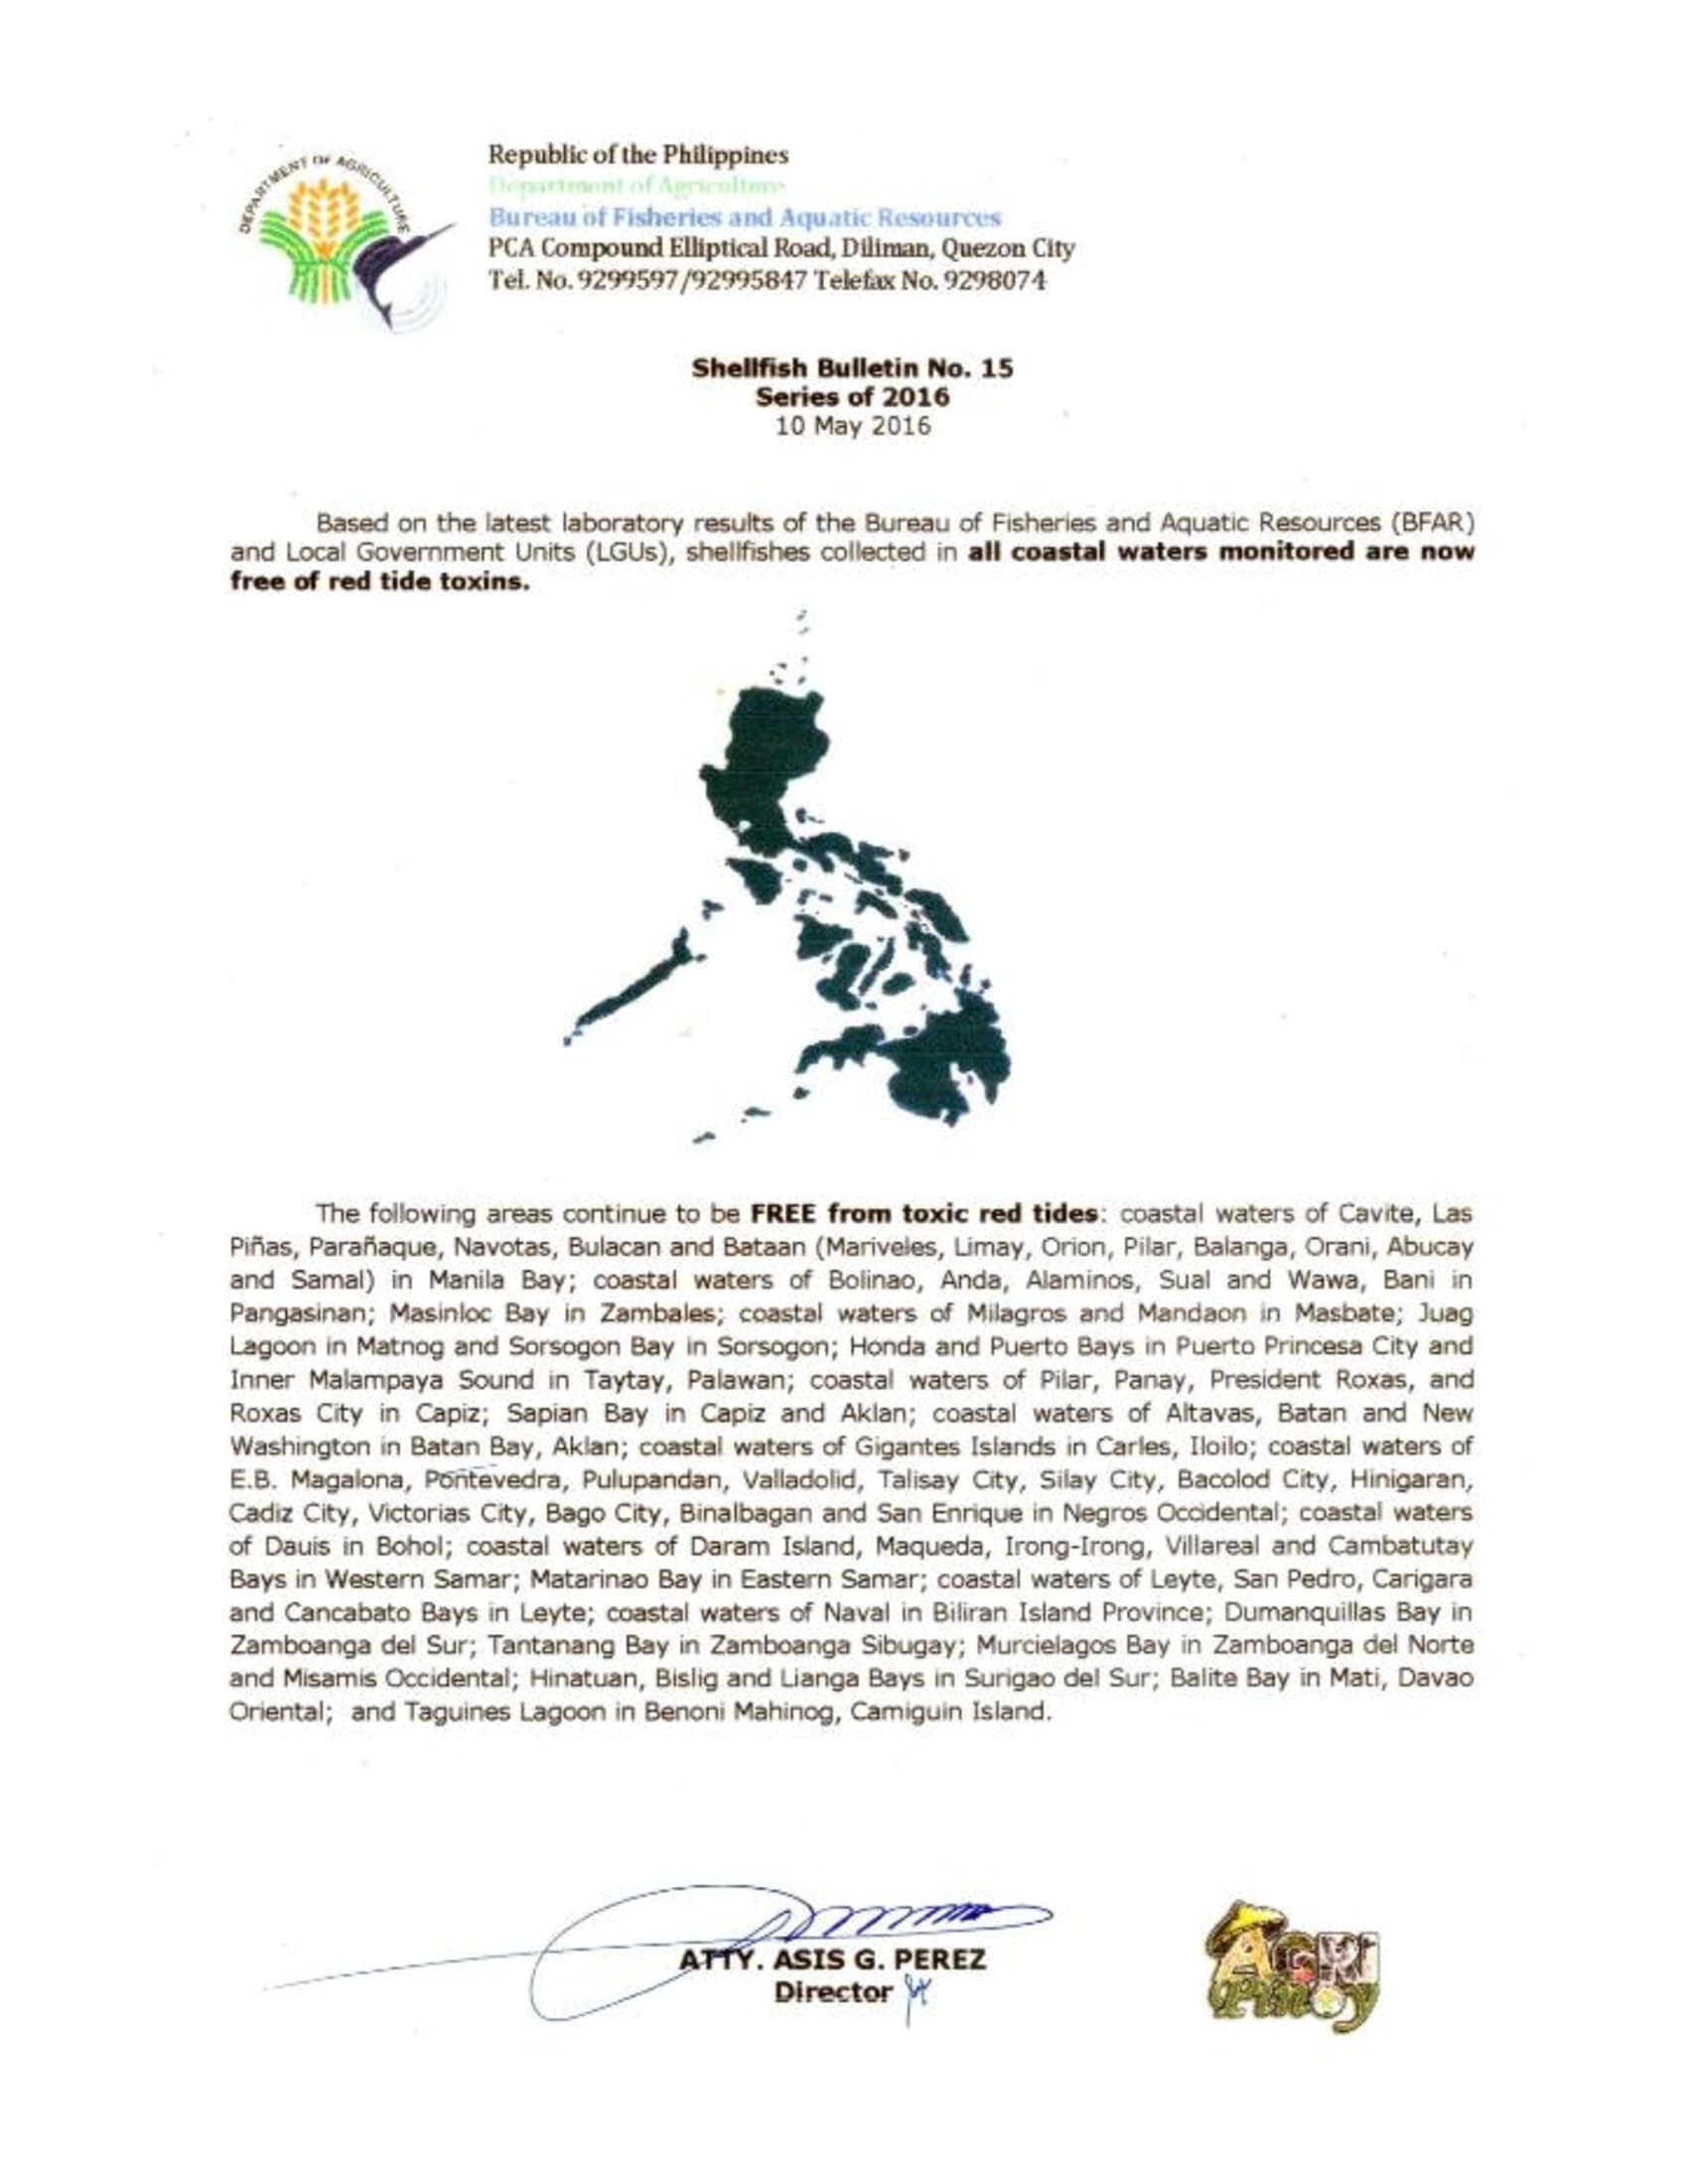 DEPARTMENT OF AGRICULTURE
Republic of the Philippines
Department of Agriculture
Bureau of Fisheries and Aquatic Resources
PCA Compound Elliptical Road, Diliman, Quezon City
Tel. No. 9299597/92995847 Telefax No. 9298074
Shellfish Bulletin No. 15
Series of 2016
10 May 2016
Based on the latest laboratory results of the Bureau of Fisheries and Aquatic Resources (BFAR)
and Local Government Units (LGUs), shellfishes collected in all coastal waters monitored are now
free of red tide toxins.
The following areas continue to be FREE from toxic red tides: coastal waters of Cavite, Las
Piñas, Parañaque, Navotas, Bulacan and Bataan (Mariveles, Limay, Orion, Pilar, Balanga, Orani, Abucay
and Samal) in Manila Bay; coastal waters of Bolinao, Anda, Alaminos, Sual and Wawa, Bani in
Pangasinan; Masinloc Bay in Zambales; coastal waters of Milagros and Mandaon in Masbate; Juag
Lagoon in Matnog and Sorsogon Bay in Sorsogon; Honda and Puerto Bays in Puerto Princesa City and
Inner Malampaya Sound in Taytay, Palawan; coastal waters of Pilar, Panay, President Roxas, and
Roxas City in Capiz; Sapian Bay in Capiz and Aklan; coastal waters of Altavas, Batan and New
Washington in Batan Bay, Aklan; coastal waters of Gigantes Islands in Carles, Iloilo; coastal waters of
E.B. Magalona, Pontevedra, Pulupandan, Valladolid, Talisay City, Silay City, Bacolod City, Hinigaran,
Cadiz City, Victorias City, Bago City, Binalbagan and San Enrique in Negros Occidental; coastal waters
of Dauis in Bohol; coastal waters of Daram Island, Maqueda, Irong-Irong, Villareal and Cambatutay
Bays in Western Samar; Matarinao Bay in Eastern Samar; coastal waters of Leyte, San Pedro, Carigara
and Cancabato Bays in Leyte; coastal waters of Naval in Biliran Island Province; Dumanquillas Bay in
Zamboanga del Sur; Tantanang Bay in Zamboanga Sibugay; Murcielagos Bay in Zamboanga del Norte
and Misamis Occidental; Hinatuan, Bislig and Lianga Bays in Surigao del Sur; Balite Bay in Mati, Davao
Oriental; and Taguines Lagoon in Benoni Mahinog, Camiguin Island.
ATTY. ASIS G. PEREZ
Director
AGRI
Pinoy